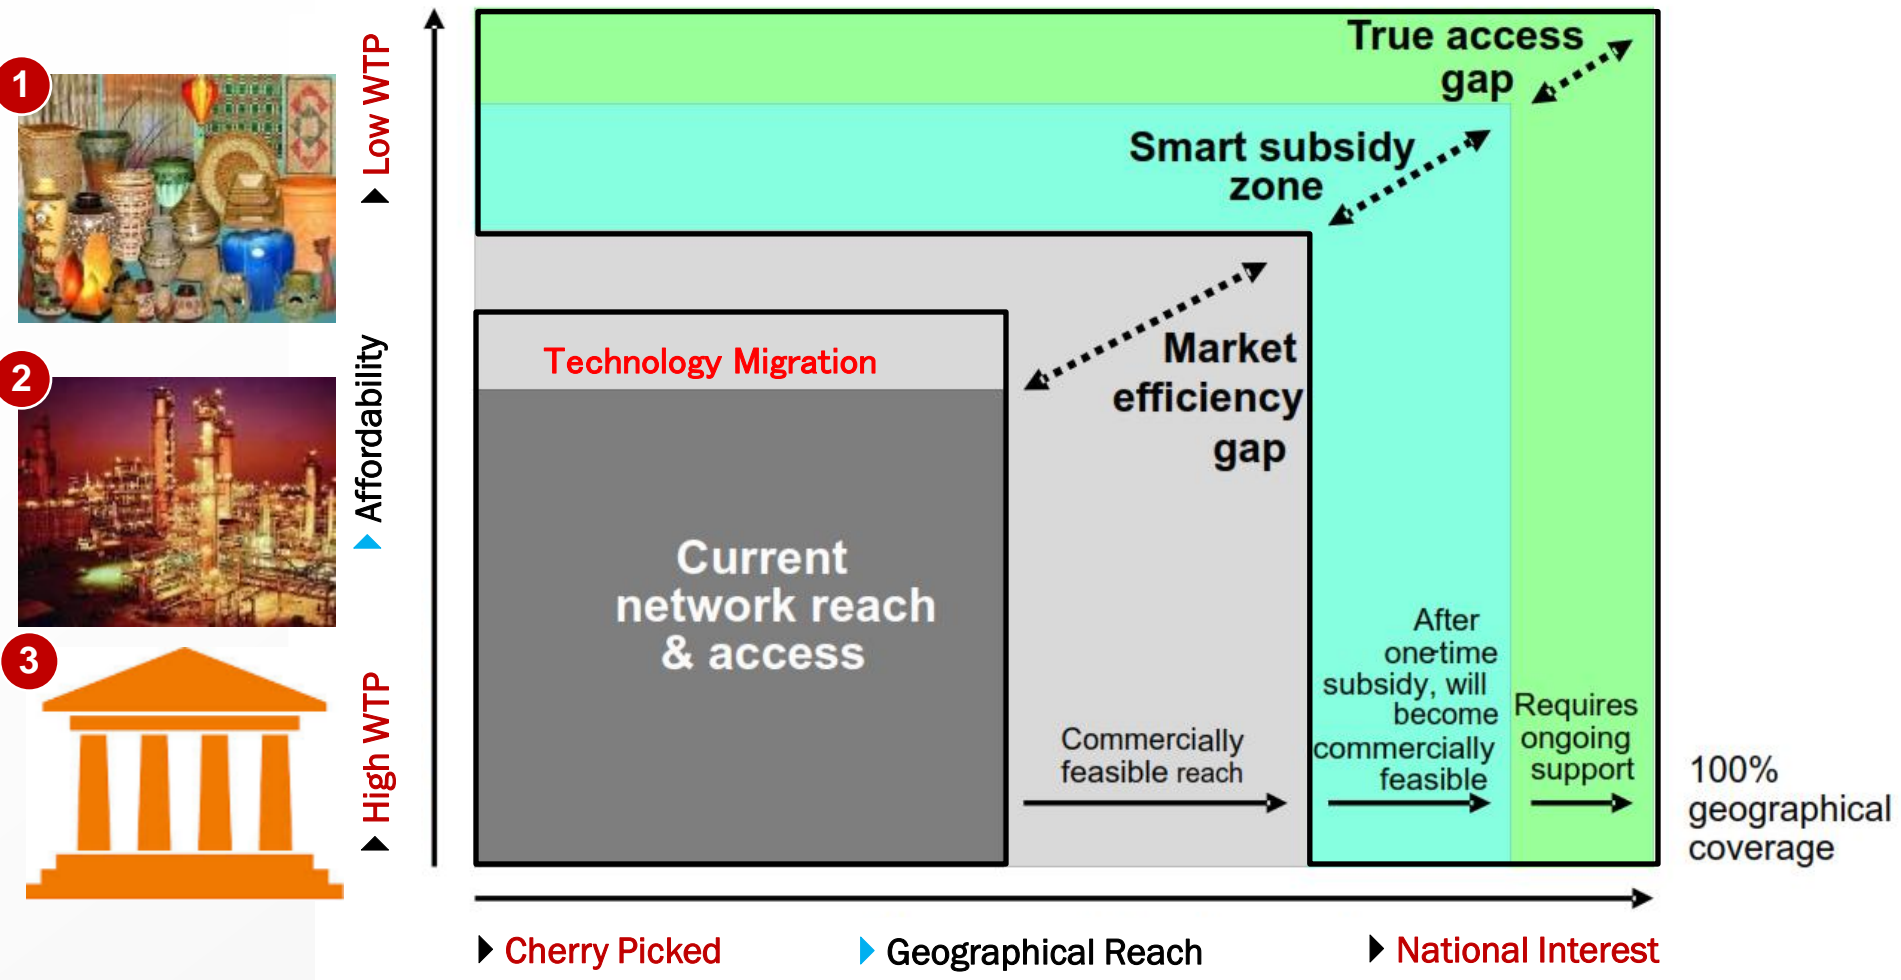 1
2
3
Low WTP
Affordability
High WTP
True access
gap
Smart subsidy
zone
Market
efficiency
gap
Technology Migration
Current
network reach
& access
Commercially
feasible reach
After
one-time
subsidy, will
become
commercially
feasible
Requires
ongoing
support
100%
geographical
coverage
Cherry Picked
Geographical Reach
National Interest